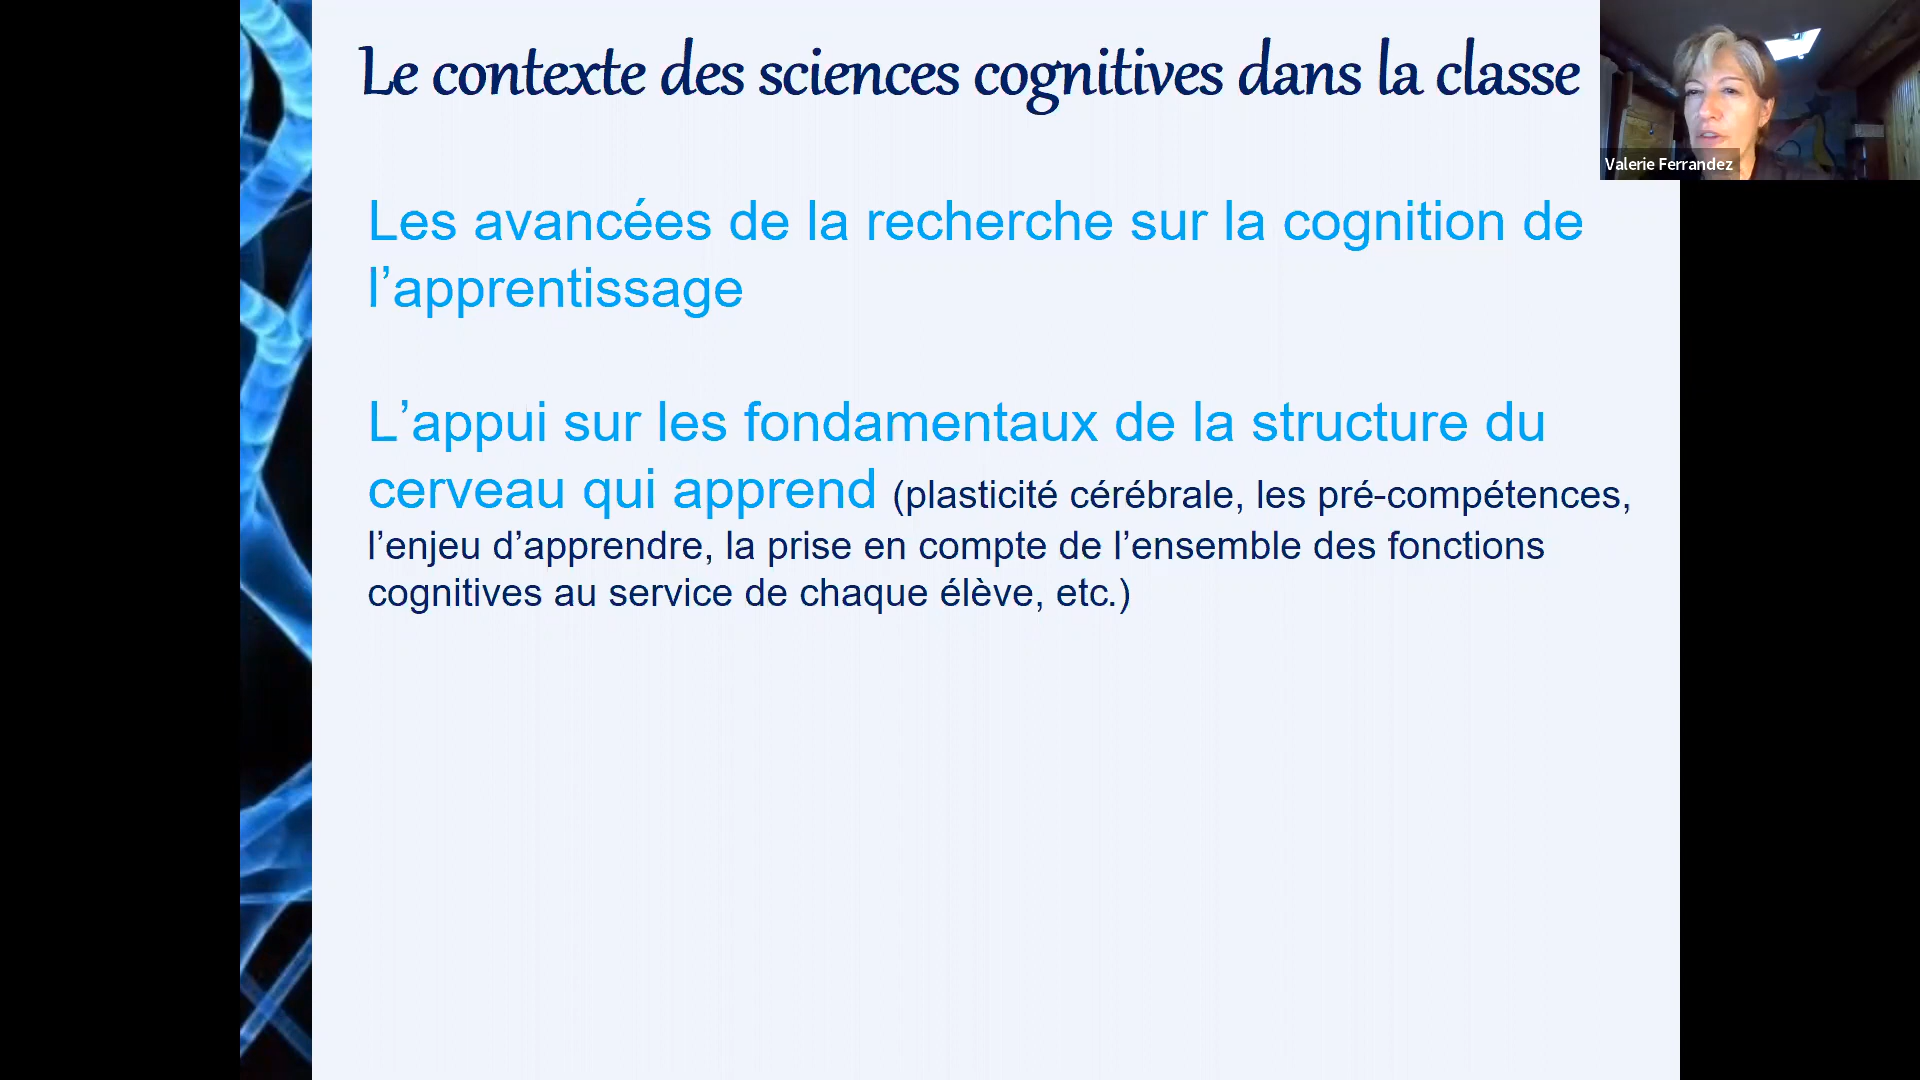 Le contexte des sciences cognitives dans la classe
Valerie Ferrandez
Les avancées de la recherche sur la cognition de
l’apprentissage
L’appui sur les fondamentaux de la structure du
cerveau qui apprend (plasticité cérébrale, les pré-compétences,
l’enjeu d’apprendre, la prise en compte de l’ensemble des fonctions
cognitives au service de chaque élève, etc.)